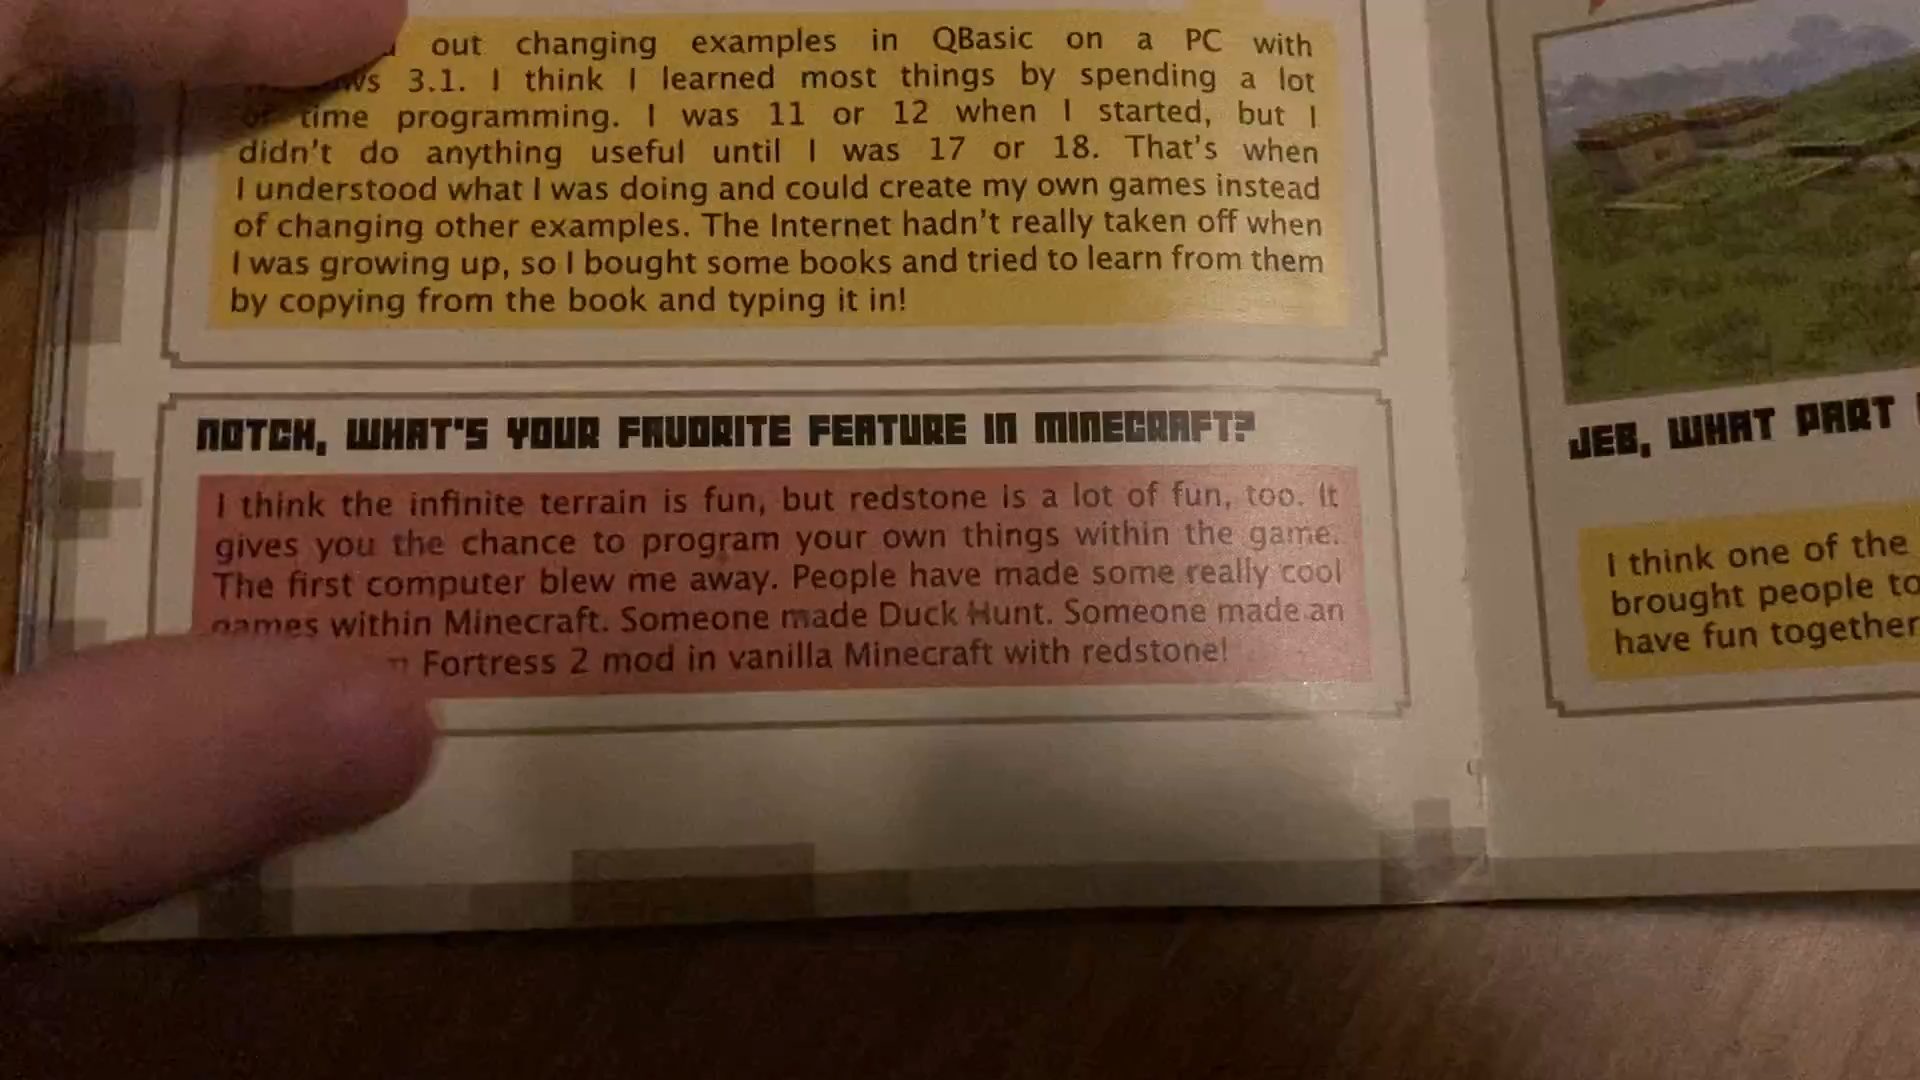 out changing examples in QBasic on a PC with
3.1. I think I learned most things by spending a lot
of time programming. I was 11 or 12 when I started, but I
didn't do anything useful until I was 17 or 18. That's when
I understood what I was doing and could create my own games instead
of changing other examples. The Internet hadn't really taken off when
I was growing up, so I bought some books and tried to learn from them
by copying from the book and typing it in!
NOTCH, WHAT'S YOUR FAVORITE FEATURE IN MINECRAFT?
I think the infinite terrain is fun, but redstone is a lot of fun, too. It
gives you the chance to program your own things within the game.
The first computer blew me away. People have made some really cool
games within Minecraft. Someone made Duck Hunt. Someone made an
Fortress 2 mod in vanilla Minecraft with redstone!
JEB, WHAT PART
I think one of the
brought people to
have fun together